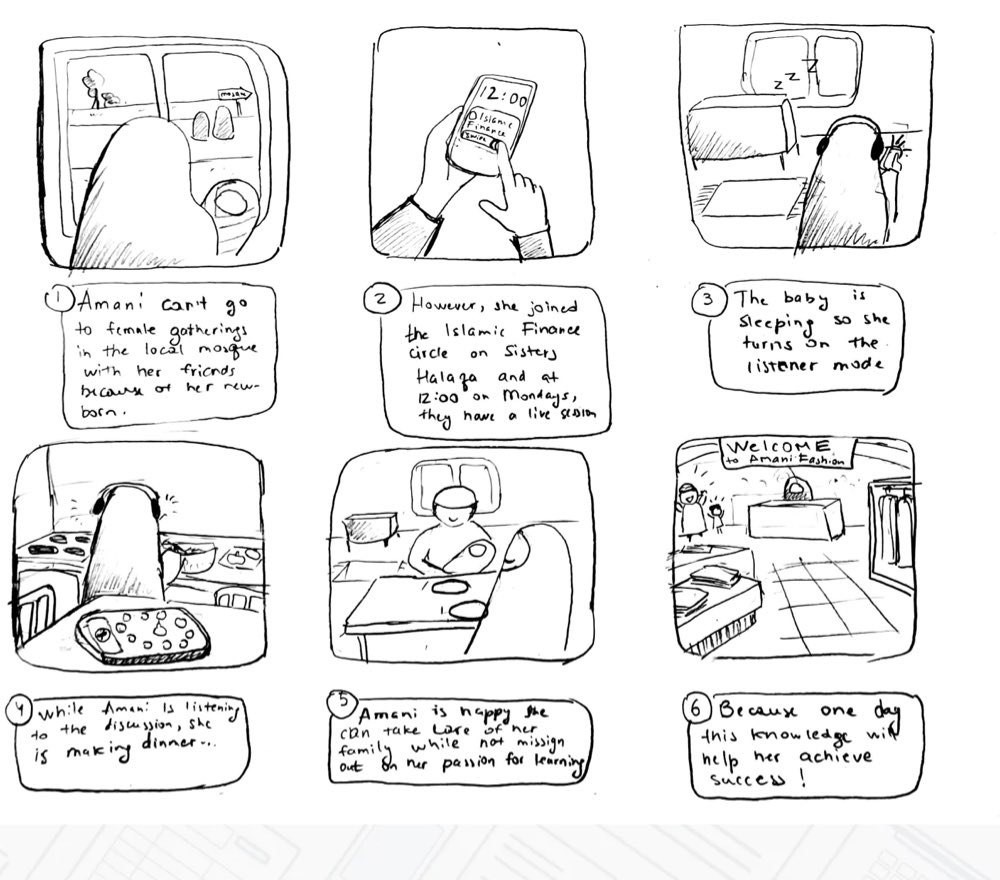 mosque
12:00
Islamic
Finance
z z z
1
Amani can't go
to female gatherings
in the local mosque
with her friends
because of her new-
born.
2
However, she joined
the Islamic Finance
circle on Sisters
Halaqa and at
12:00 on Mondays,
they have a live session
3
The baby is
sleeping so she
turns on the
listener mode
4
While Amani is listening
to the discussion, she
is making dinner...
5
Amani is happy she
can take care of her
family while not missign
out on her passion for learning
WELCOME
to Amani Fashion
6
Because one day
this knowledge will
help her achieve
success!